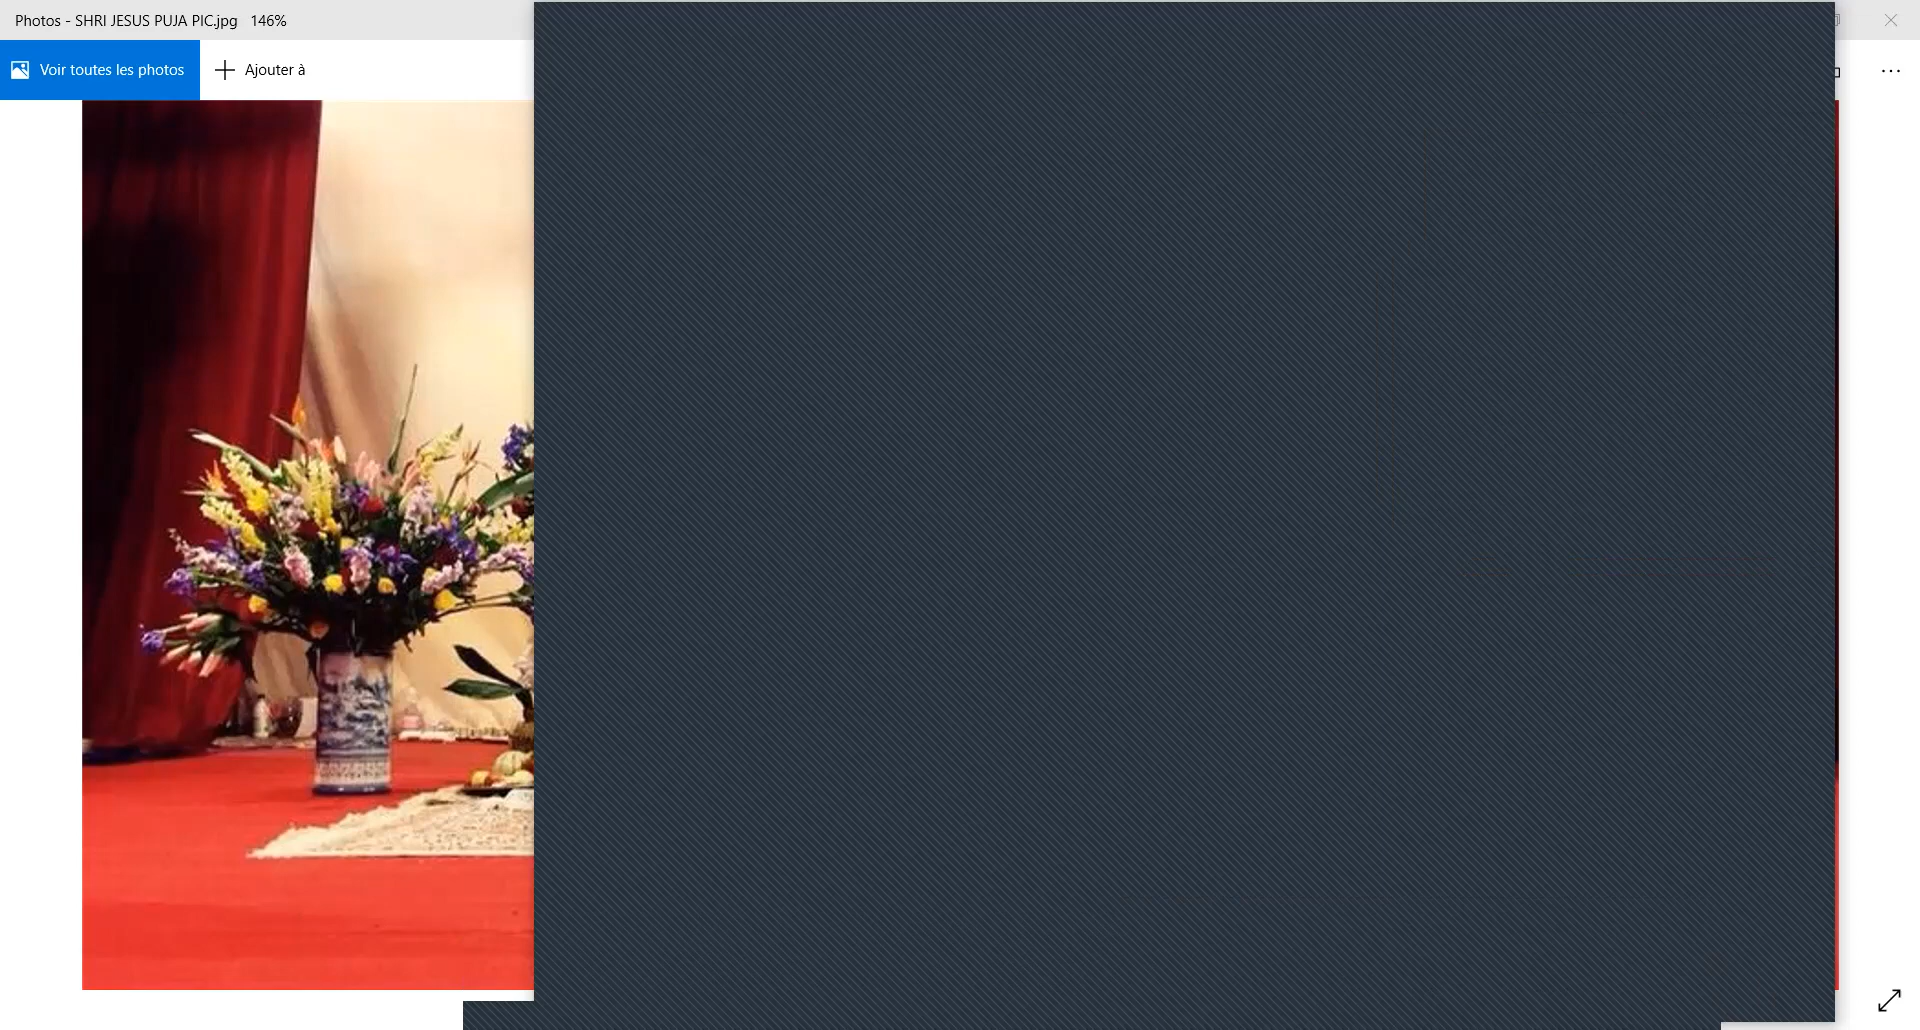 Photos - SHRI JESUS PUJA PIC.jpg 146%
Voir toutes les photos
Ajouter à